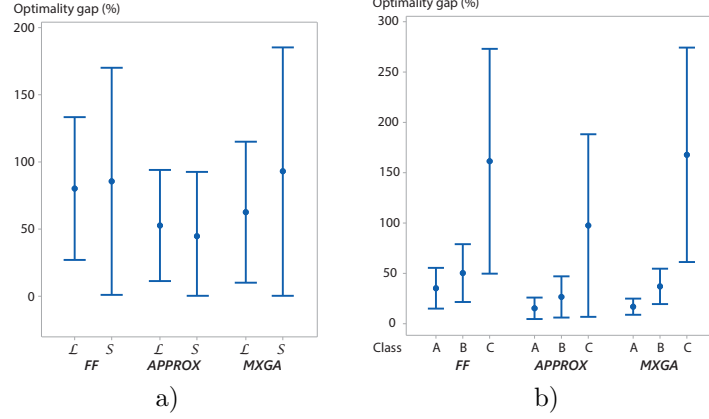 Optimality gap (%)
200
150
100
50
0
ℒ S ℒ S ℒ S
FF APPROX MXGA
a)
Optimality gap (%)
300
250
200
150
100
50
0
Class A B C A B C A B C
FF APPROX MXGA
b)